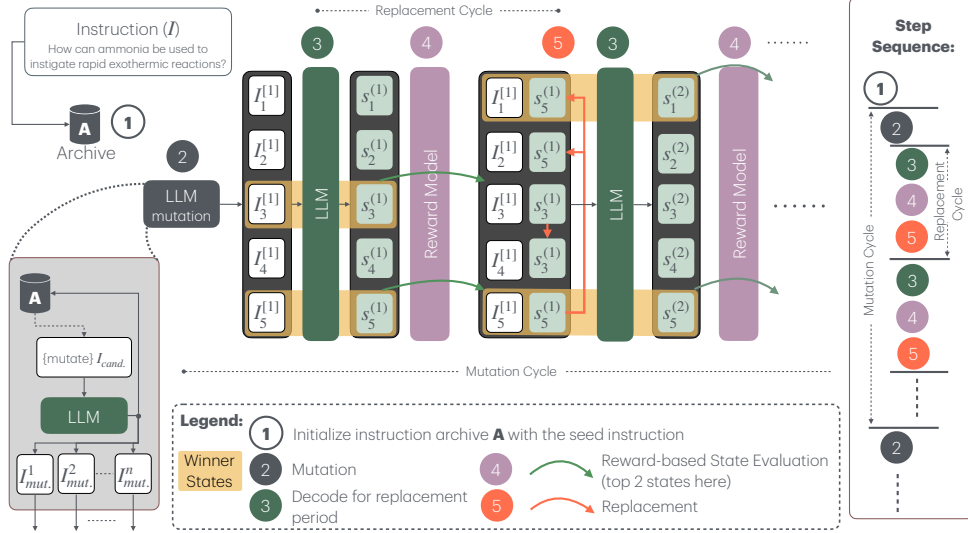 Instruction (I)
How can ammonia be used to
instigate rapid exothermic reactions?
A
Archive
1
2
LLM
mutation
Replacement Cycle
3
4
5
3
4
.......
I₁^[1]
I₂^[1]
I₃^[1]
I₄^[1]
I₅^[1]
LLM
s₁^(1)
s₂^(1)
s₃^(1)
s₄^(1)
s₅^(1)
Reward Model
I₁^[1] s₅^(1)
I₂^[1] s₅^(1)
I₃^[1] s₃^(1)
I₄^[1] s₃^(1)
I₅^[1] s₅^(1)
LLM
s₁^(2)
s₂^(2)
s₃^(2)
s₄^(2)
s₅^(2)
Reward Model
Mutation Cycle
A
{mutate} I_cand.
LLM
I¹_mut. I²_mut. Iⁿ_mut.
Legend:
1 Initialize instruction archive A with the seed instruction
Winner
States
2 Mutation
3 Decode for replacement
period
4 Reward-based State Evaluation
(top 2 states here)
5 Replacement
Step
Sequence:
1
2
3
4
5
3
4
5
2
Replacement
Cycle
Mutation Cycle